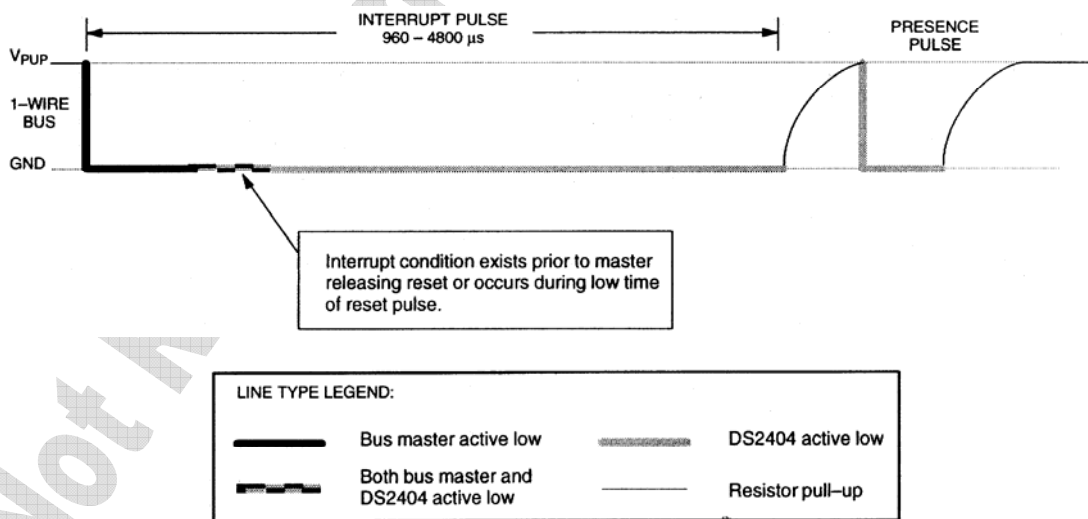 INTERRUPT PULSE
960 – 4800 µs
PRESENCE
PULSE
VPUP
1–WIRE
BUS
GND
Interrupt condition exists prior to master
releasing reset or occurs during low time
of reset pulse.
LINE TYPE LEGEND:
Bus master active low
DS2404 active low
Both bus master and
DS2404 active low
Resistor pull–up
Not